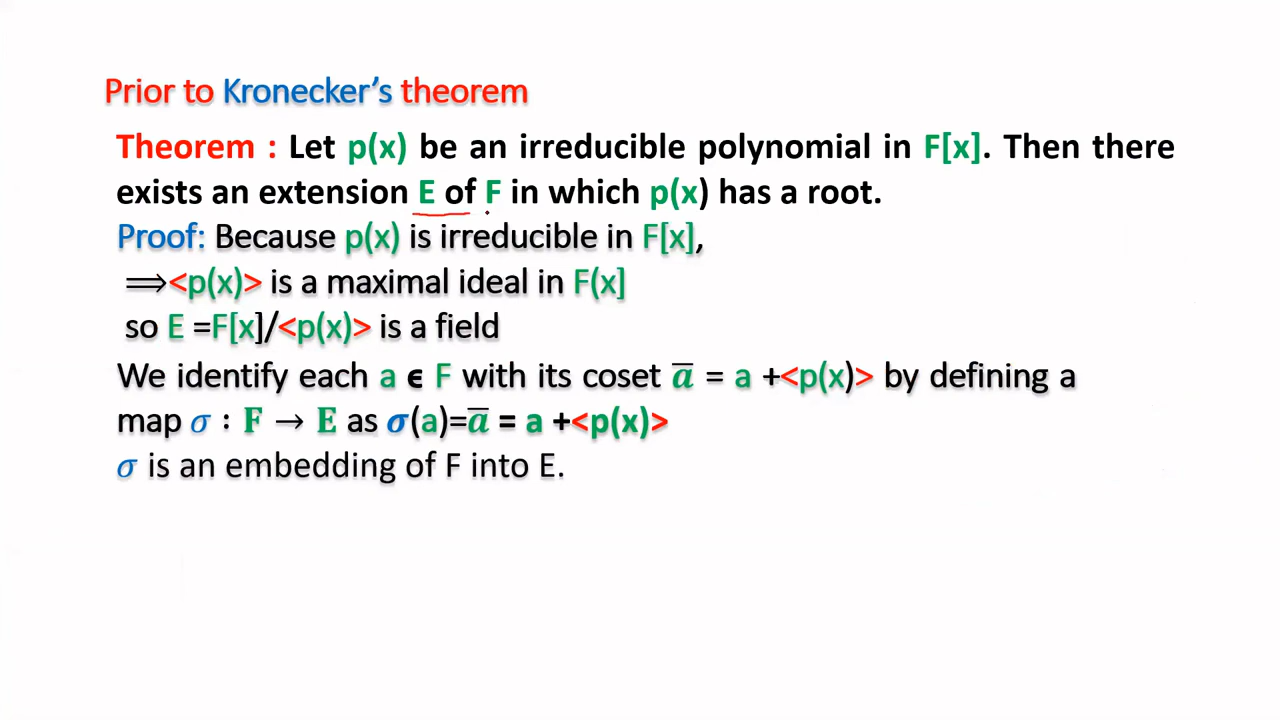 Prior to Kronecker’s theorem
Theorem : Let p(x) be an irreducible polynomial in F[x]. Then there
exists an extension E of F in which p(x) has a root.
Proof: Because p(x) is irreducible in F[x],
⟹<p(x)> is a maximal ideal in F(x]
so E =F[x]/<p(x)> is a field
We identify each a ϵ F with its coset a̅ = a +<p(x)> by defining a
map σ : F → E as σ(a)=a̅ = a +<p(x)>
σ is an embedding of F into E.